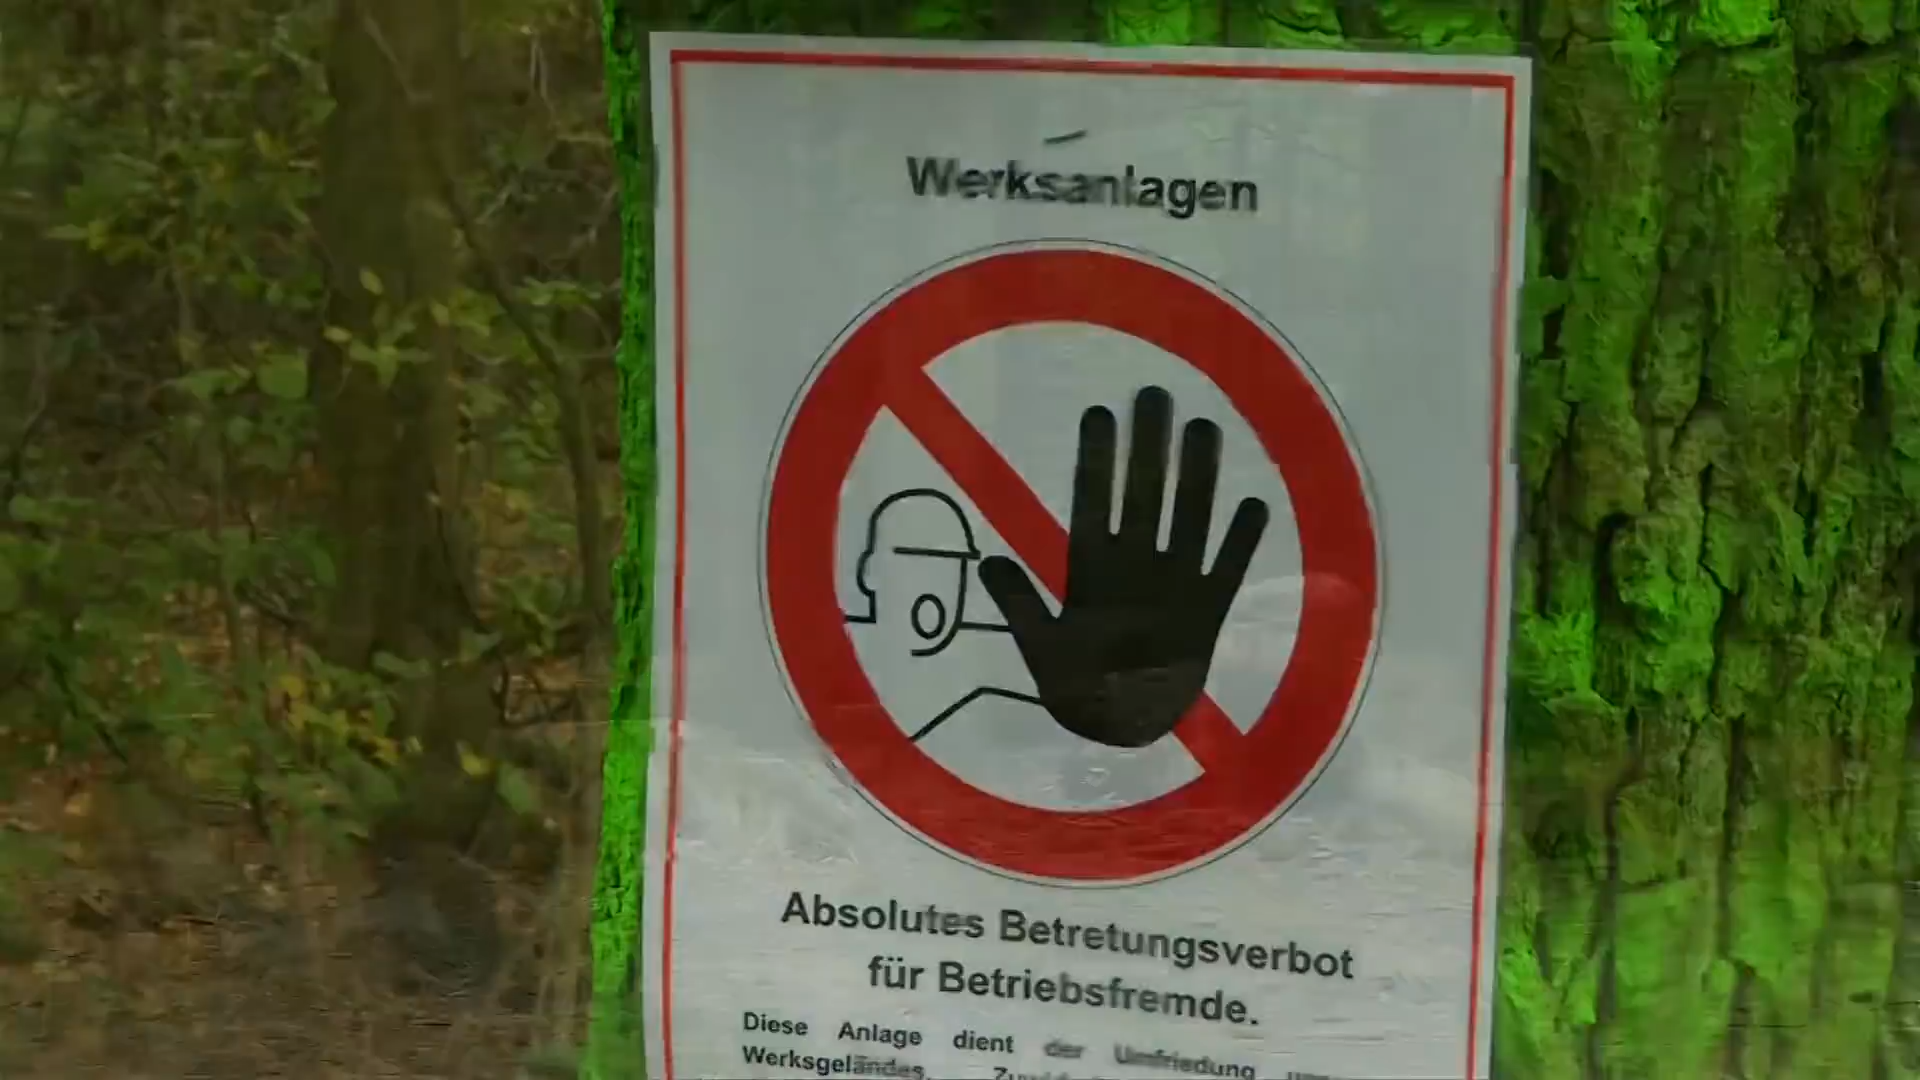 Werksanlagen
Absolutes Betretungsverbot
für Betriebsfremde.
Diese Anlage dient der Umfriedung
Werksgeländes.